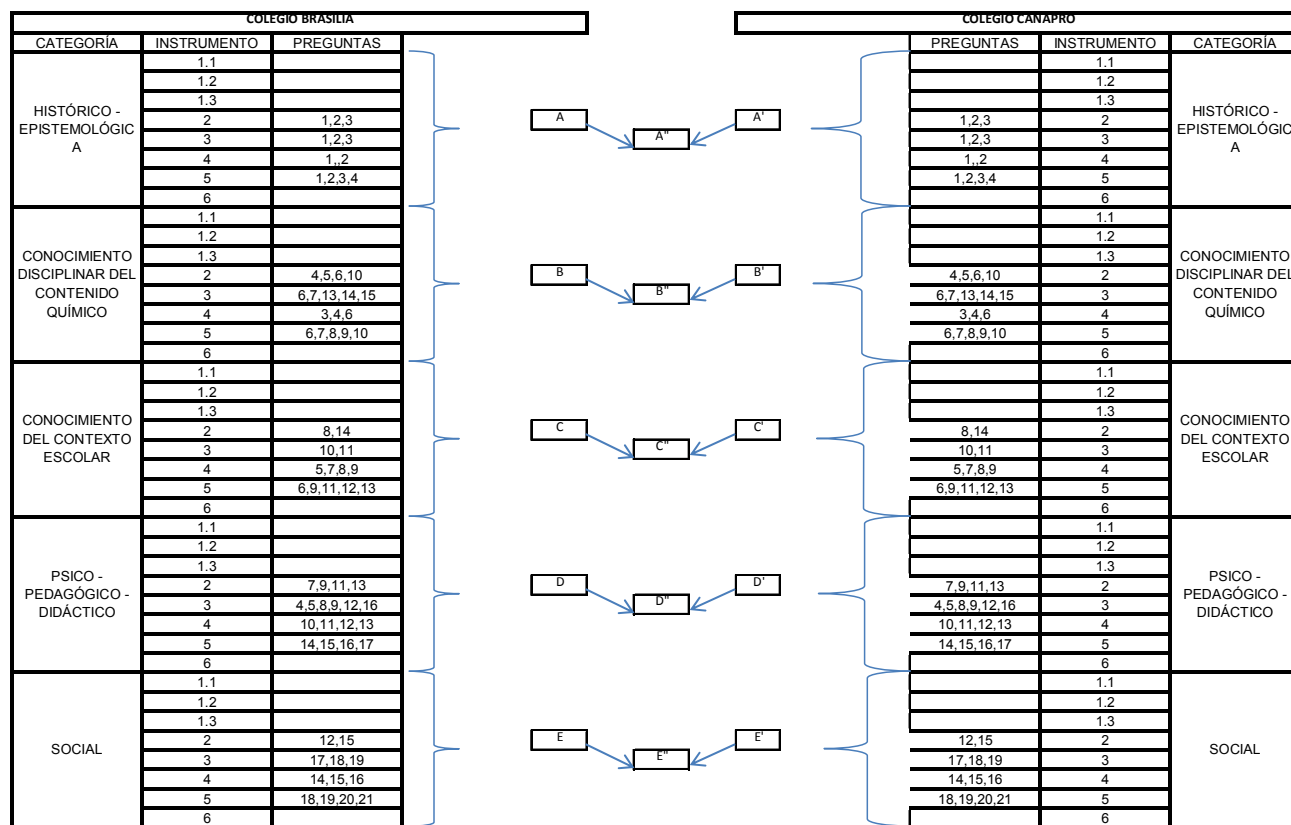 COLEGIO BRASILIA
CATEGORÍA INSTRUMENTO PREGUNTAS
HISTÓRICO -
EPISTEMOLÓGIC
A
1.1
1.2
1.3
2 1,2,3
3 1,2,3
4 1,,2
5 1,2,3,4
6
CONOCIMIENTO
DISCIPLINAR DEL
CONTENIDO
QUÍMICO
1.1
1.2
1.3
2 4,5,6,10
3 6,7,13,14,15
4 3,4,6
5 6,7,8,9,10
6
CONOCIMIENTO
DEL CONTEXTO
ESCOLAR
1.1
1.2
1.3
2 8,14
3 10,11
4 5,7,8,9
5 6,9,11,12,13
6
PSICO -
PEDAGÓGICO -
DIDÁCTICO
1.1
1.2
1.3
2 7,9,11,13
3 4,5,8,9,12,16
4 10,11,12,13
5 14,15,16,17
6
SOCIAL
1.1
1.2
1.3
2 12,15
3 17,18,19
4 14,15,16
5 18,19,20,21
6
A A'
A"
B B'
B"
C C'
C"
D D'
D"
E E'
E"
COLEGIO CANAPRO
PREGUNTAS INSTRUMENTO CATEGORÍA
1.1
1.2
1.3
1,2,3 2
1,2,3 3
1,,2 4
1,2,3,4 5
6
HISTÓRICO -
EPISTEMOLÓGIC
A
1.1
1.2
1.3
4,5,6,10 2
6,7,13,14,15 3
3,4,6 4
6,7,8,9,10 5
6
CONOCIMIENTO
DISCIPLINAR DEL
CONTENIDO
QUÍMICO
1.1
1.2
1.3
8,14 2
10,11 3
5,7,8,9 4
6,9,11,12,13 5
6
CONOCIMIENTO
DEL CONTEXTO
ESCOLAR
1.1
1.2
1.3
7,9,11,13 2
4,5,8,9,12,16 3
10,11,12,13 4
14,15,16,17 5
6
PSICO -
PEDAGÓGICO -
DIDÁCTICO
1.1
1.2
1.3
12,15 2
17,18,19 3
14,15,16 4
18,19,20,21 5
6
SOCIAL